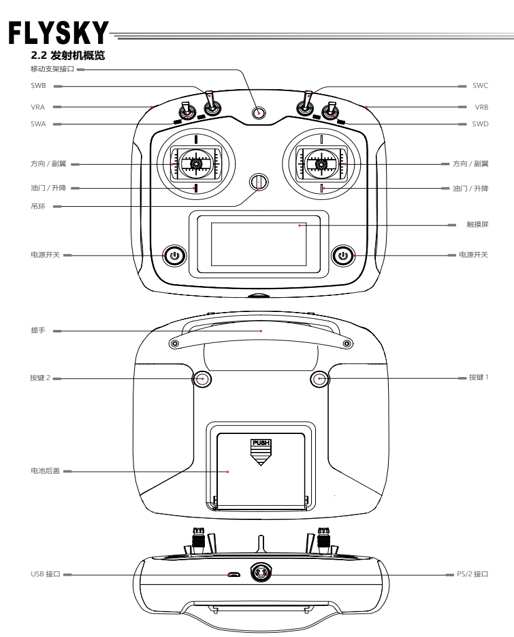 FLYSKY
2.2 发射机概览
移动支架接口
SWB
SWC
VRA
VRB
SWA
SWD
方向 / 副翼
方向 / 副翼
油门 / 升降
油门 / 升降
吊环
触摸屏
电源开关
电源开关
提手
按键 2
按键 1
PUSH
电池后盖
USB 接口
PS/2 接口